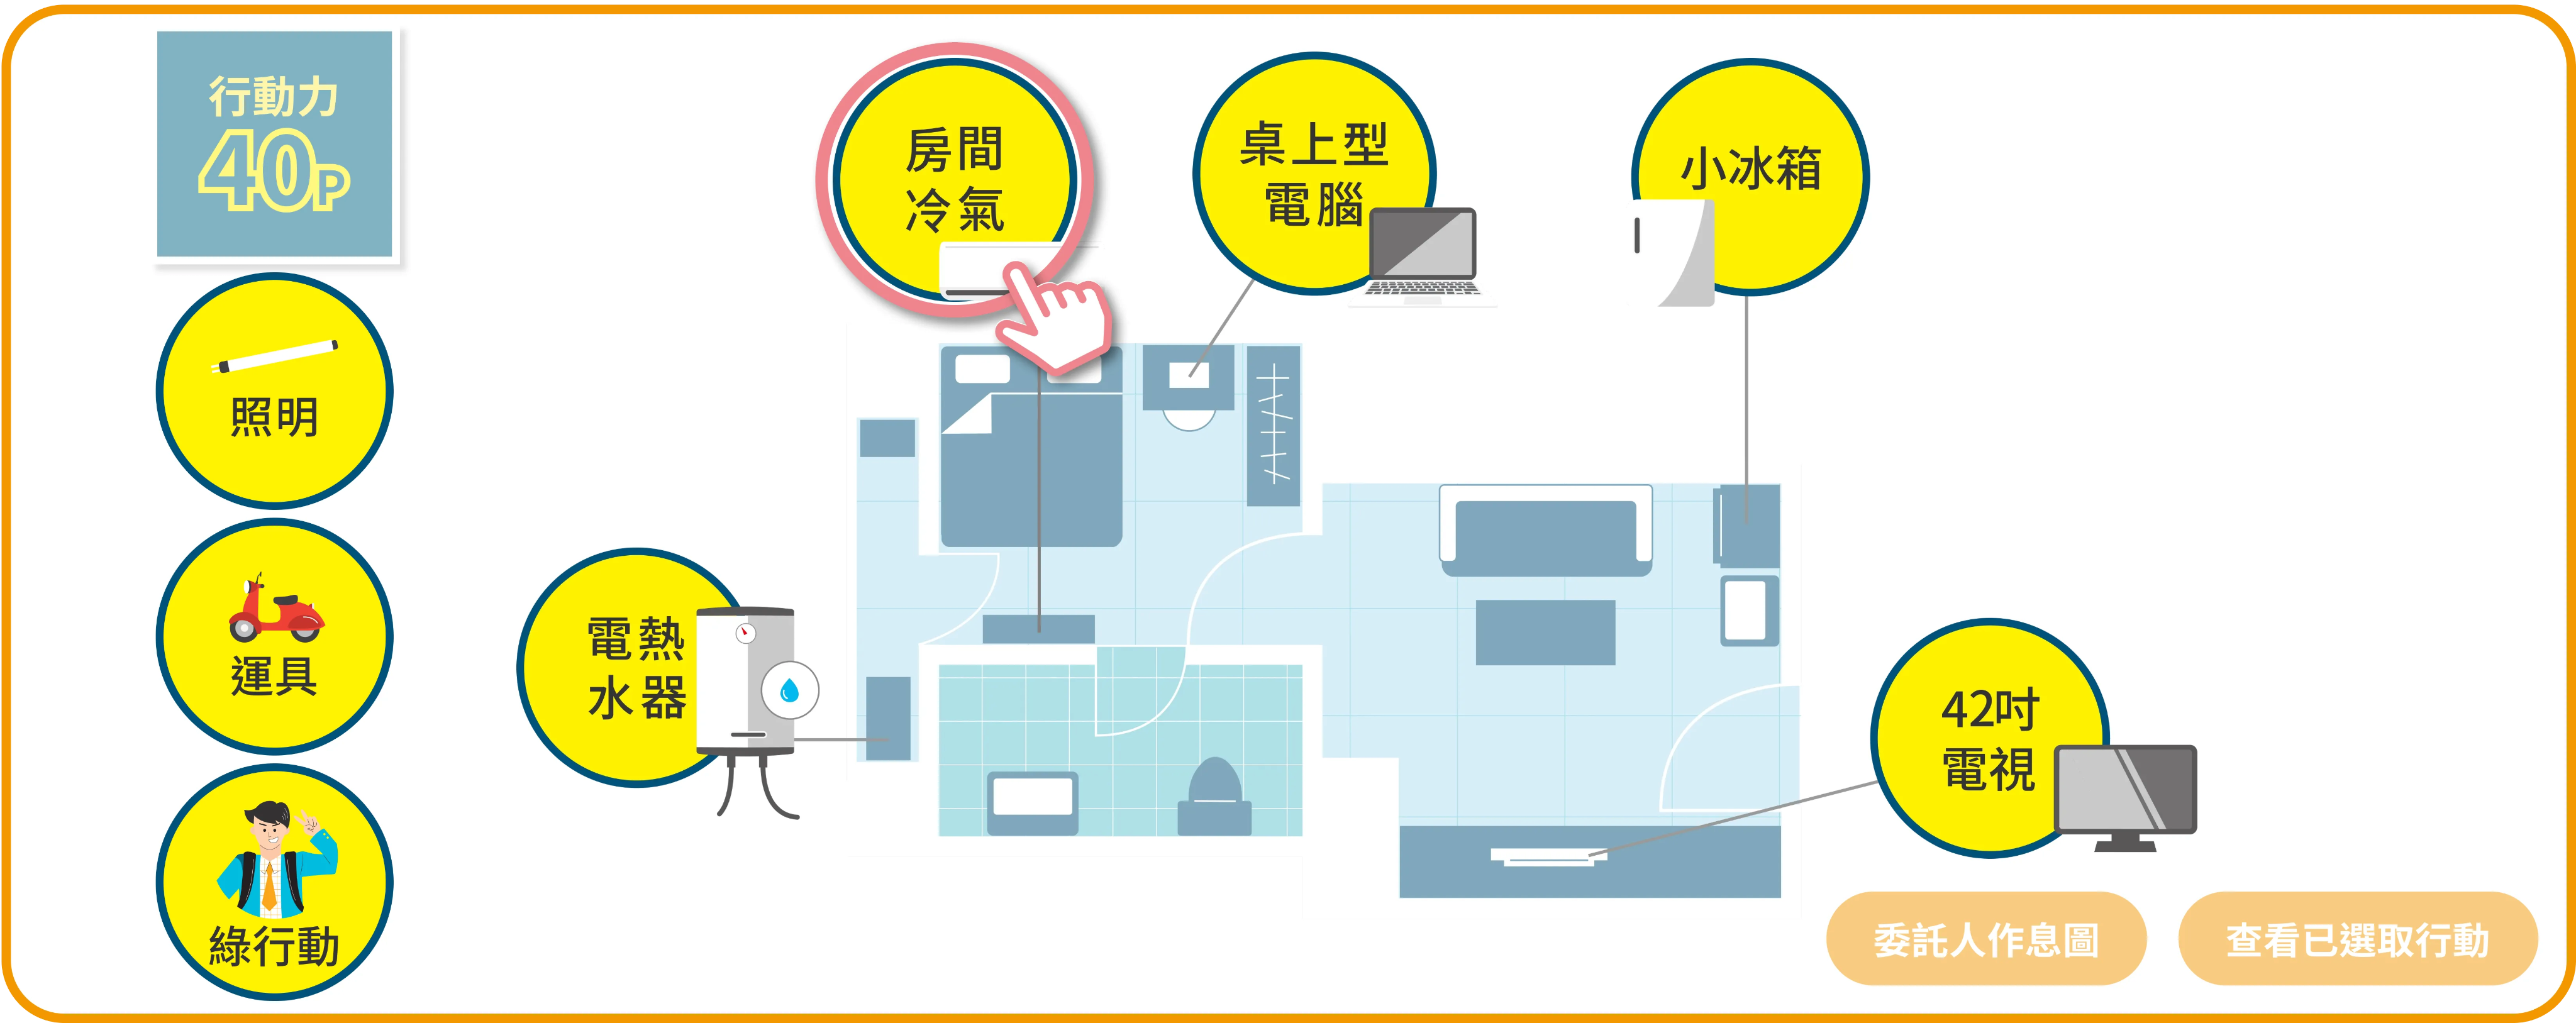 行動力
40P
照明
運具
綠行動
房間
冷氣
桌上型
電腦
小冰箱
電熱
水器
42吋
電視
委託人作息圖
查看已選取行動